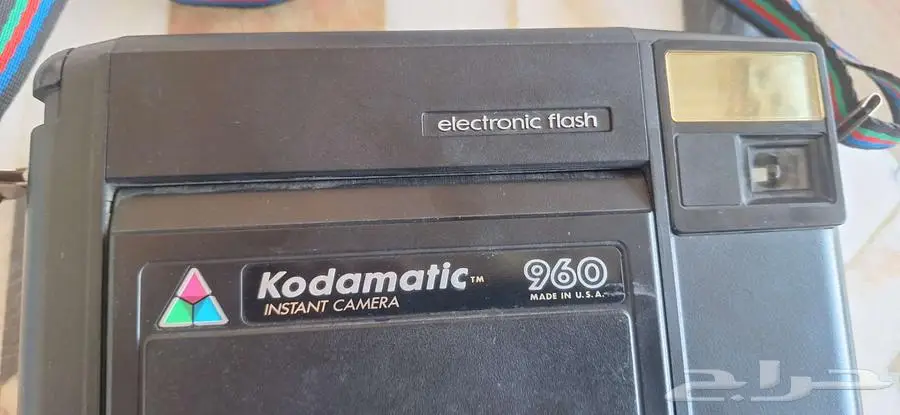 electronic flash
Kodamatic™ 960
INSTANT CAMERA MADE IN U.S.A.
حراج